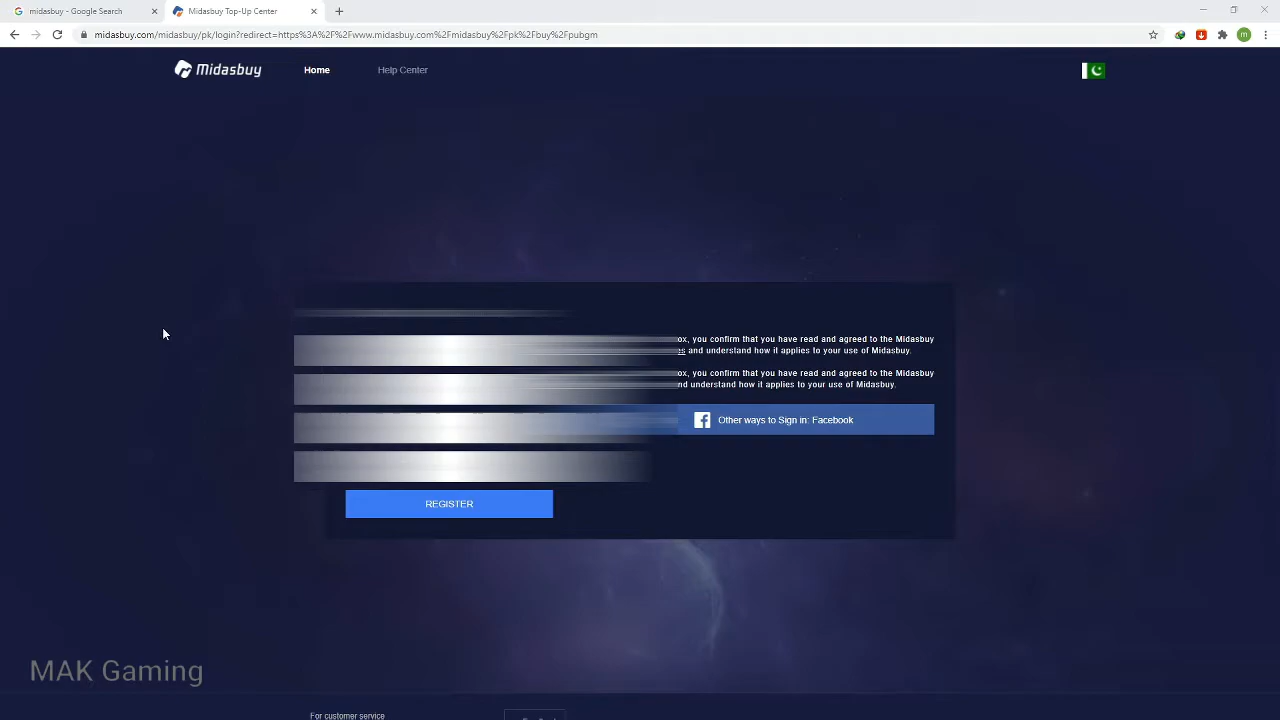 midasbuy - Google Search
Midasbuy Top-Up Center
midasbuy.com/midasbuy/pk/login?redirect=https%3A%2F%2Fwww.midasbuy.com%2Fmidasbuy%2Fpk%2Fbuy%2Fpubgm
m
Midasbuy
Home
Help Center
ox, you confirm that you have read and agreed to the Midasbuy
es and understand how it applies to your use of Midasbuy.
ox, you confirm that you have read and agreed to the Midasbuy
nd understand how it applies to your use of Midasbuy.
Other ways to Sign in: Facebook
REGISTER
MAK Gaming
For customer service